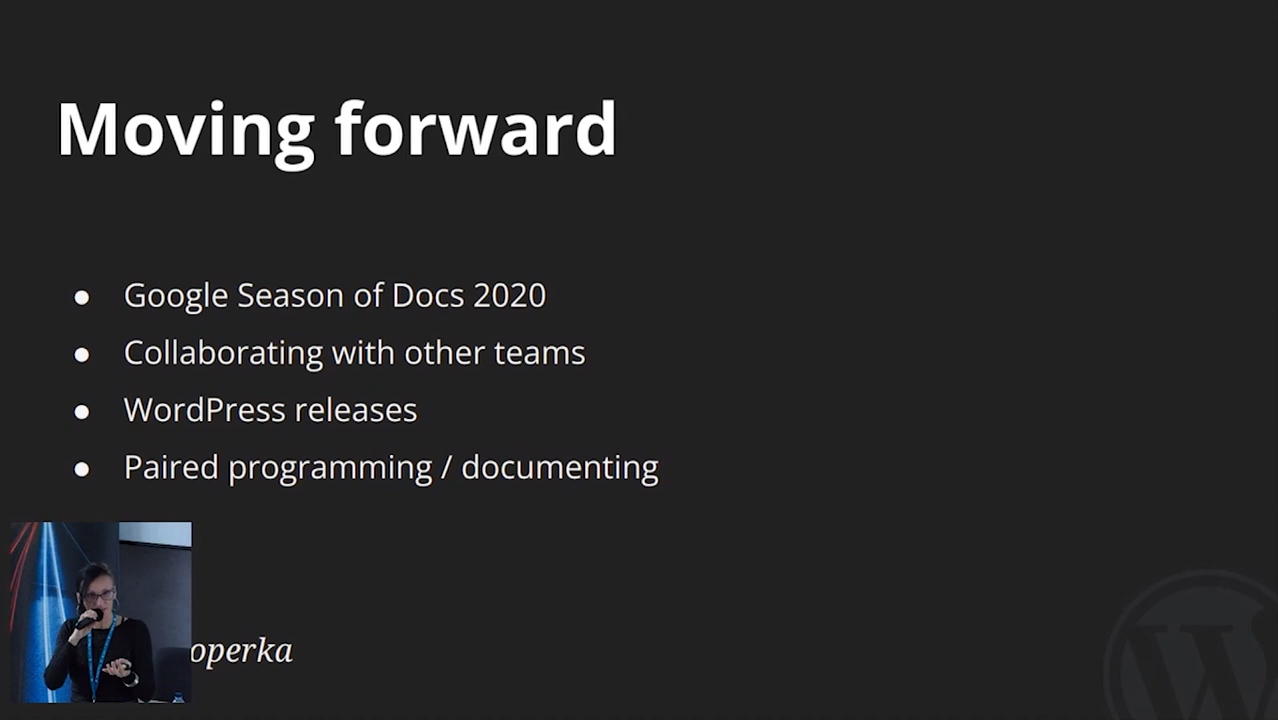 Moving forward
● Google Season of Docs 2020
● Collaborating with other teams
● WordPress releases
● Paired programming / documenting
operka